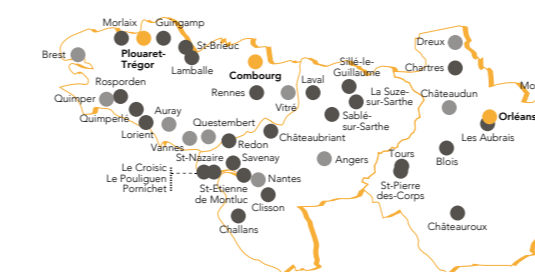 Morlaix
Guingamp
Brest
Plouaret-
Trégor
St-Brieuc
Lamballe
Combourg
Sillé-le-
Guillaume
Dreux
Chartres
Rosporden
Quimper
Quimperlé
Lorient
Auray
Vannes
Questembert
Rennes
Vitré
Laval
La Suze-
sur-Sarthe
Sablé-
sur-Sarthe
Châteaudun
Mo
Orléans
Les Aubrais
Redon
Châteaubriant
St-Nazaire
Savenay
Le Croisic
Le Pouliguen
Pornichet
St-Etienne
de Montluc
Nantes
Clisson
Challans
Angers
Tours
St-Pierre
des-Corps
Blois
Châteauroux